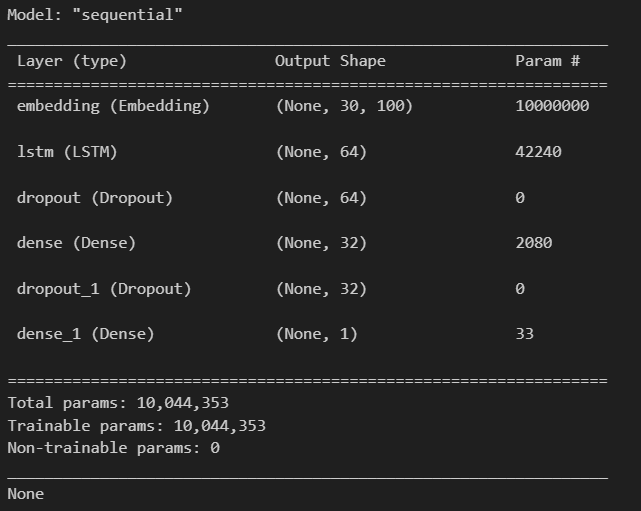 Model: "sequential"
Layer (type) Output Shape Param #
embedding (Embedding) (None, 30, 100) 10000000
lstm (LSTM) (None, 64) 42240
dropout (Dropout) (None, 64) 0
dense (Dense) (None, 32) 2080
dropout_1 (Dropout) (None, 32) 0
dense_1 (Dense) (None, 1) 33
Total params: 10,044,353
Trainable params: 10,044,353
Non-trainable params: 0
None